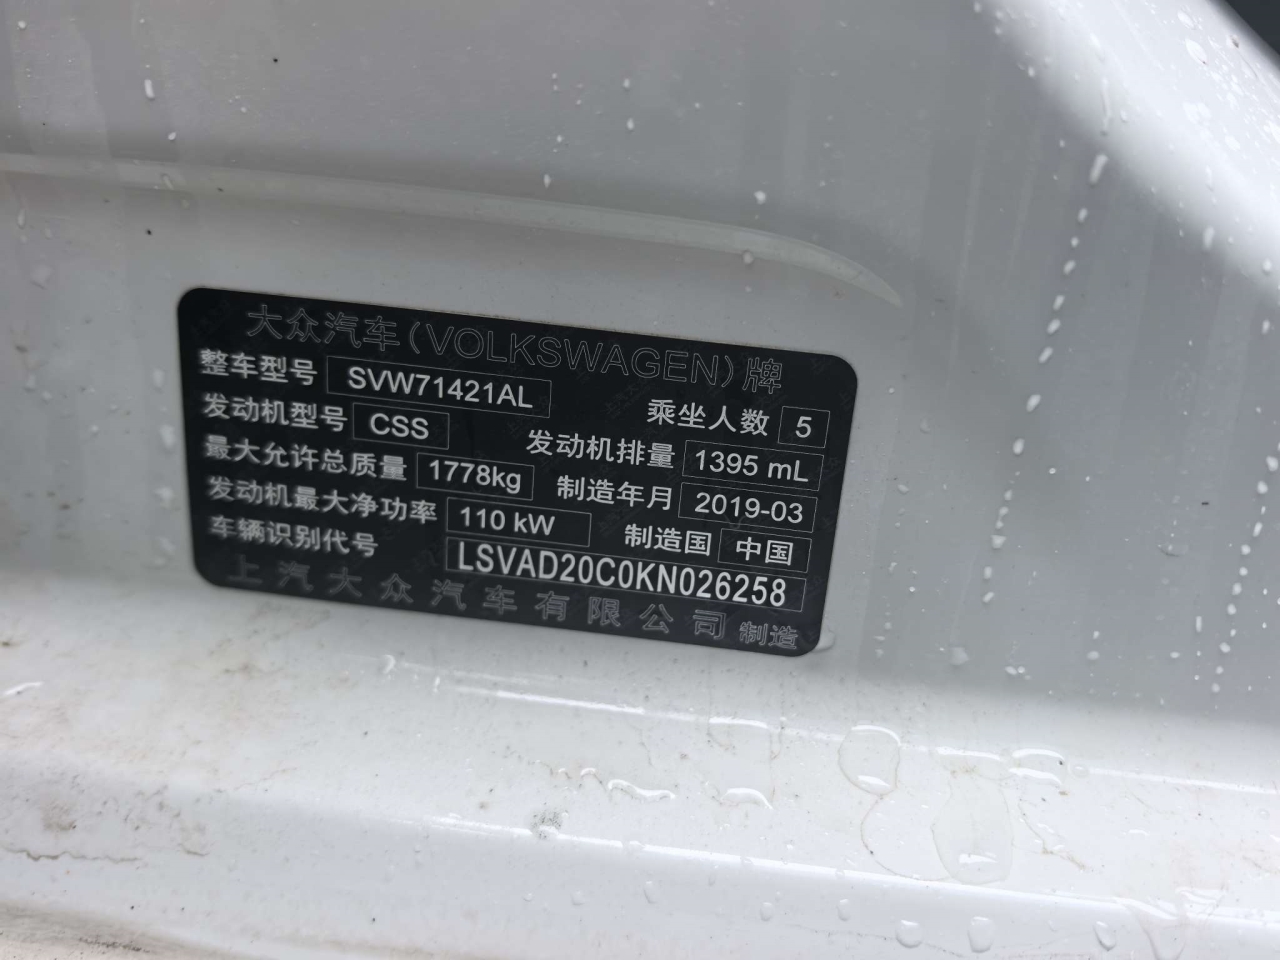 大众汽车(VOLKSWAGEN)牌
整车型号 SVW71421AL 乘坐人数 5
发动机型号 CSS 发动机排量 1395 mL
最大允许总质量 1778kg 制造年月 2019-03
发动机最大净功率 110 kW 制造国 中国
车辆识别代号 LSVAD20C0KN026258
上汽大众汽车有限公司 制造